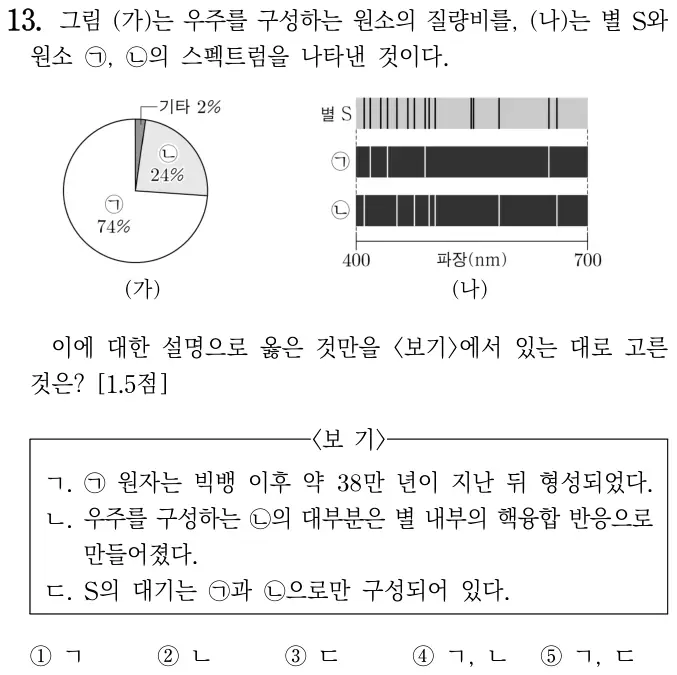 13. 그림 (가)는 우주를 구성하는 원소의 질량비를, (나)는 별 S와
원소 ㉠, ㉡의 스펙트럼을 나타낸 것이다.
기타 2%
㉡
24%
㉠
74%
(가)
별 S
㉠
㉡
400 파장(nm) 700
(나)
이에 대한 설명으로 옳은 것만을 〈보기〉에서 있는 대로 고른
것은? [1.5점]
〈보 기〉
ㄱ. ㉠ 원자는 빅뱅 이후 약 38만 년이 지난 뒤 형성되었다.
ㄴ. 우주를 구성하는 ㉡의 대부분은 별 내부의 핵융합 반응으로
만들어졌다.
ㄷ. S의 대기는 ㉠과 ㉡으로만 구성되어 있다.
① ㄱ ② ㄴ ③ ㄷ ④ ㄱ, ㄴ ⑤ ㄱ, ㄷ